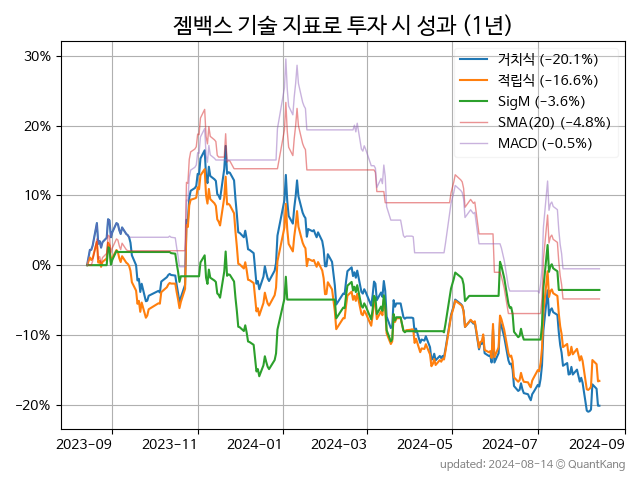 젬백스 기술 지표로 투자 시 성과 (1년)
30%
20%
10%
0%
−10%
−20%
거치식 (−20.1%)
적립식 (−16.6%)
SigM (−3.6%)
SMA(20) (−4.8%)
MACD (−0.5%)
2023-09
2023-11
2024-01
2024-03
2024-05
2024-07
2024-09
updated: 2024-08-14 © QuantKang